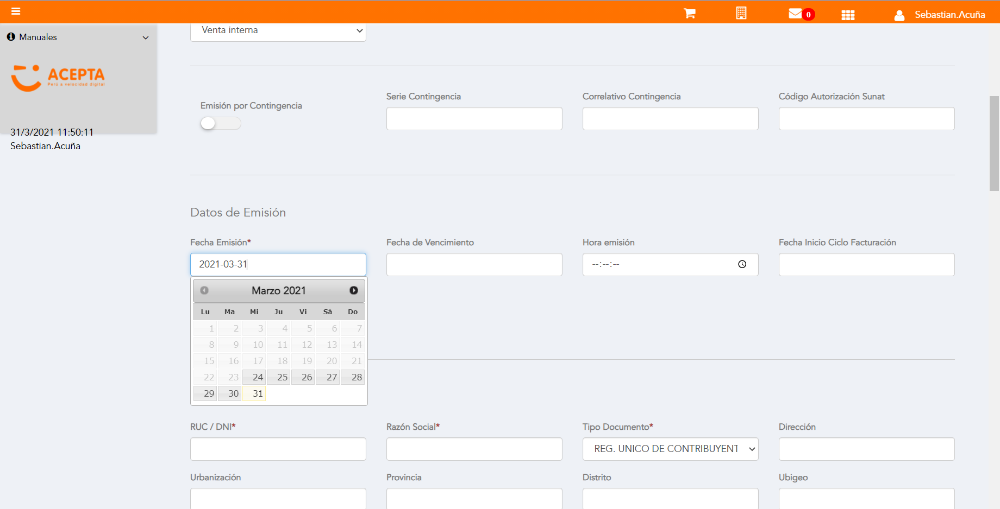 0
Sebastian.Acuña
Manuales
ACEPTA
Perú a velocidad digital
31/3/2021 11:50:11
Sebastian.Acuña
Venta interna
Emisión por Contingencia
Serie Contingencia
Correlativo Contingencia
Código Autorización Sunat
Datos de Emisión
Fecha Emisión*
Fecha de Vencimiento
Hora emisión
Fecha Inicio Ciclo Facturación
2021-03-31
--:--:--
Marzo 2021
Lu Ma Mi Ju Vi Sá Do
1 2 3 4 5 6 7
8 9 10 11 12 13 14
15 16 17 18 19 20 21
22 23 24 25 26 27 28
29 30 31
RUC / DNI*
Razón Social*
Tipo Documento*
Dirección
REG. UNICO DE CONTRIBUYENT
Urbanización
Provincia
Distrito
Ubigeo